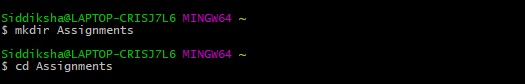 Siddiksha@LAPTOP-CRISJ7L6 MINGW64 ~
$ mkdir Assignments
Siddiksha@LAPTOP-CRISJ7L6 MINGW64 ~
$ cd Assignments